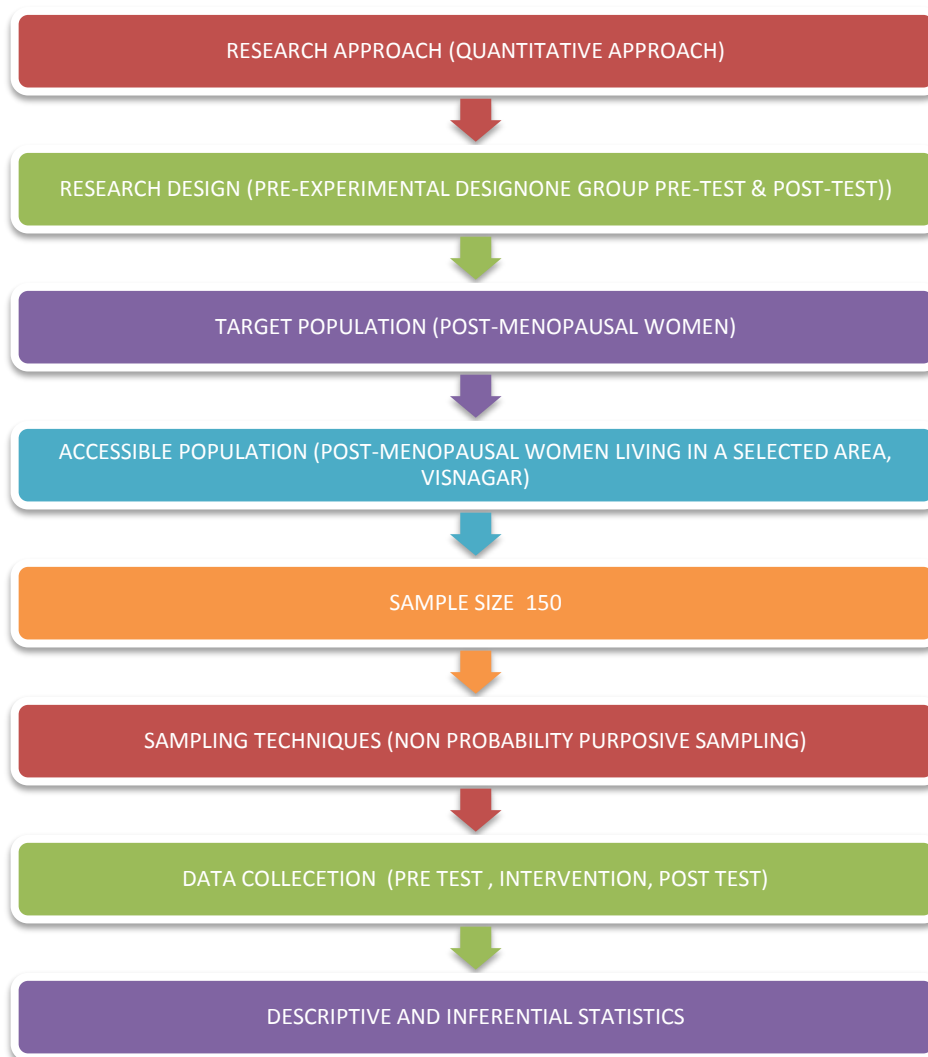 RESEARCH APPROACH (QUANTITATIVE APPROACH)
RESEARCH DESIGN (PRE-EXPERIMENTAL DESIGNONE GROUP PRE-TEST & POST-TEST))
TARGET POPULATION (POST-MENOPAUSAL WOMEN)
ACCESSIBLE POPULATION (POST-MENOPAUSAL WOMEN LIVING IN A SELECTED AREA,
VISNAGAR)
SAMPLE SIZE 150
SAMPLING TECHNIQUES (NON PROBABILITY PURPOSIVE SAMPLING)
DATA COLLECETION (PRE TEST , INTERVENTION, POST TEST)
DESCRIPTIVE AND INFERENTIAL STATISTICS